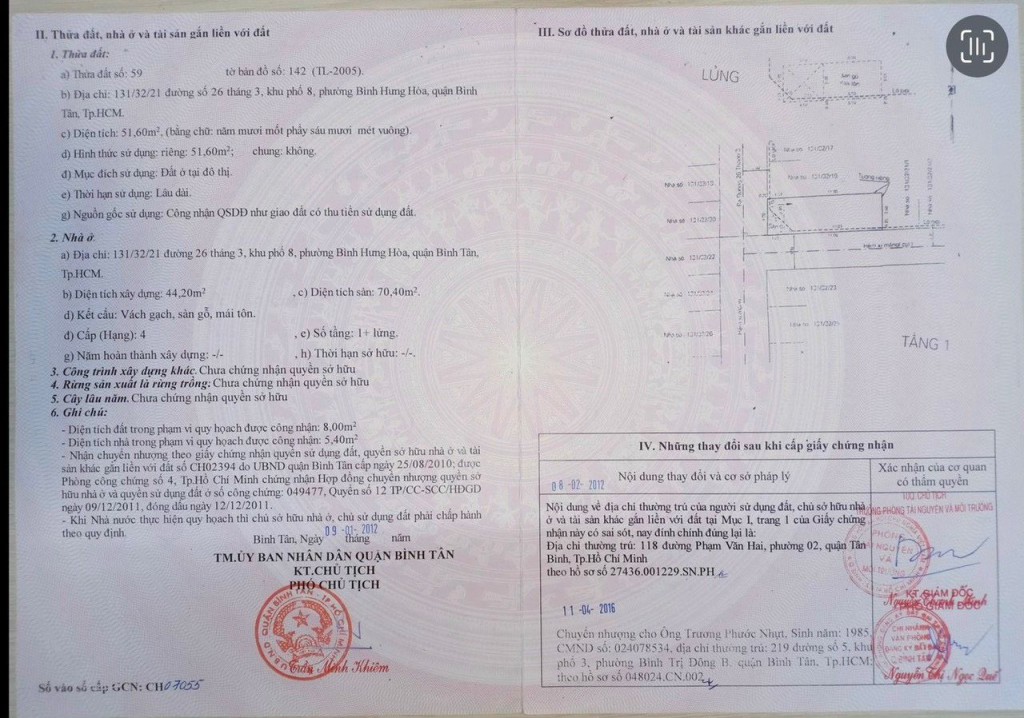 II. Thửa đất, nhà ở và tài sản gắn liền với đất
1. Thửa đất:
a) Thửa đất số: 59 tờ bản đồ số: 142 (TL-2005).
b) Địa chỉ: 131/32/21 đường số 26 tháng 3, khu phố 8, phường Bình Hưng Hòa, quận Bình
Tân, Tp.HCM.
c) Diện tích: 51,60m², (bằng chữ: năm mươi mốt phẩy sáu mươi mét vuông).
d) Hình thức sử dụng: riêng: 51,60m²; chung: không.
đ) Mục đích sử dụng: Đất ở tại đô thị.
e) Thời hạn sử dụng: Lâu dài.
g) Nguồn gốc sử dụng: Công nhận QSDĐ như giao đất có thu tiền sử dụng đất.
2. Nhà ở.
a) Địa chỉ: 131/32/21 đường 26 tháng 3, khu phố 8, phường Bình Hưng Hòa, quận Bình Tân,
Tp.HCM.
b) Diện tích xây dựng: 44,20m² , c) Diện tích sàn: 70,40m².
d) Kết cấu: Vách gạch, sàn gỗ, mái tôn.
đ) Cấp (Hạng): 4 , e) Số tầng: 1+ lửng.
g) Năm hoàn thành xây dựng: -/- , h) Thời hạn sở hữu: -/-.
3. Công trình xây dựng khác. Chưa chứng nhận quyền sở hữu
4. Rừng sản xuất là rừng trồng: Chưa chứng nhận quyền sở hữu
5. Cây lâu năm. Chưa chứng nhận quyền sở hữu
6. Ghi chú:
- Diện tích đất trong phạm vi quy hoạch được công nhận: 8,00m²
- Diện tích nhà trong phạm vi quy hoạch được công nhận: 5,40m²
- Nhận chuyển nhượng theo giấy chứng nhận quyền sử dụng đất, quyền sở hữu nhà ở và tài
sản khác gắn liền với đất số CH02394 do UBND quận Bình Tân cấp ngày 25/08/2010; được
Phòng công chứng số 4, Tp.Hồ Chí Minh chứng nhận Hợp đồng chuyển nhượng quyền sở
hữu nhà ở và quyền sử dụng đất ở số công chứng: 049477, Quyển số 12 TP/CC-SCC/HĐGD
ngày 09/12/2011, đóng dấu ngày 12/12/2011.
- Khi Nhà nước thực hiện quy hoạch thì chủ sở hữu nhà ở, chủ sử dụng đất phải chấp hành
theo quy định.
Bình Tân, Ngày 09 tháng -01- năm 2012
TM.ỦY BAN NHÂN DÂN QUẬN BÌNH TÂN
KT.CHỦ TỊCH
PHÓ CHỦ TỊCH
Trần Minh Khiêm
Số vào sổ cấp GCN: CH07055
III. Sơ đồ thửa đất, nhà ở và tài sản khác gắn liền với đất
LỬNG
TẦNG 1
IV. Những thay đổi sau khi cấp giấy chứng nhận
Nội dung thay đổi và cơ sở pháp lý
Xác nhận của cơ quan
có thẩm quyền
08 -02- 2012
Nội dung về địa chỉ thường trú của người sử dụng đất, chủ sở hữu nhà
ở và tài sản khác gắn liền với đất tại Mục I, trang 1 của Giấy chứng
nhận này có sai sót, nay đính chính đúng lại là:
Địa chỉ thường trú: 118 đường Phạm Văn Hai, phường 02, quận Tân
Bình, Tp.Hồ Chí Minh
theo hồ sơ số 27436.001229.SN.PH
TRƯỞNG PHÒNG TÀI NGUYÊN VÀ MÔI TRƯỜNG
11 -04- 2016
Chuyển nhượng cho Ông Trương Phước Nhựt, Sinh năm: 1985,
CMND số: 024078534, địa chỉ thường trú: 219 đường số 5, khu
phố 3, phường Bình Trị Đông B, quận Bình Tân, Tp.HCM;
theo hồ sơ số 048024.CN.002
KT.GIÁM ĐỐC
PHÓ GIÁM ĐỐC
Nguyễn Thị Ngọc Quế